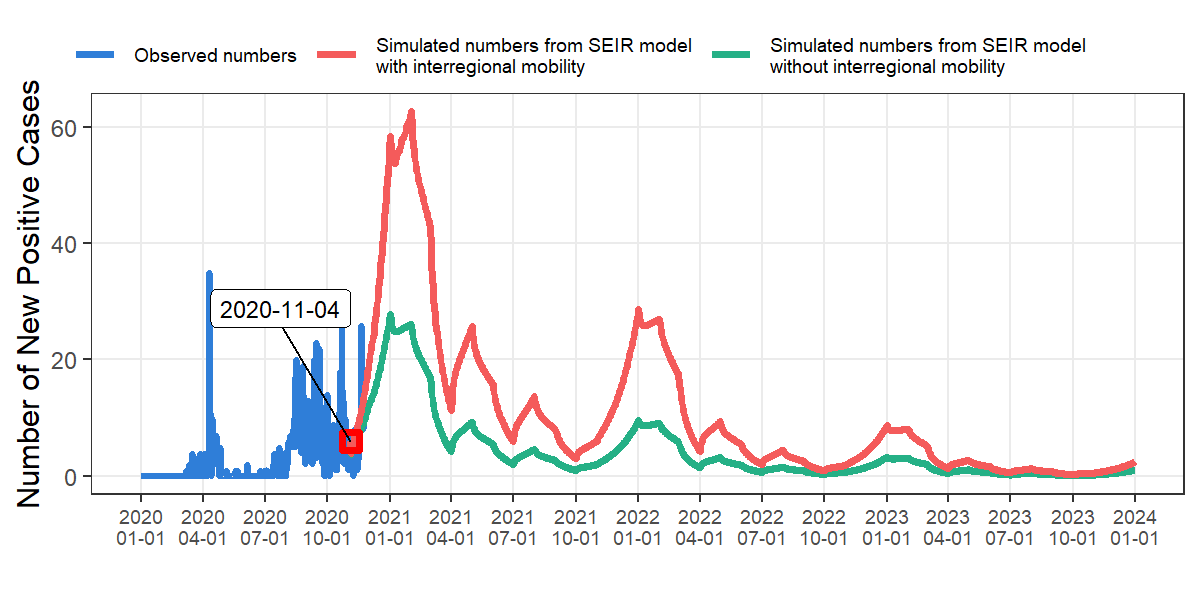 Observed numbers
Simulated numbers from SEIR model
with interregional mobility
Simulated numbers from SEIR model
without interregional mobility
Number of New Positive Cases
60
40
20
0
2020-11-04
2020 2020 2020 2020 2021 2021 2021 2021 2022 2022 2022 2022 2023 2023 2023 2023 2024
01-01 04-01 07-01 10-01 01-01 04-01 07-01 10-01 01-01 04-01 07-01 10-01 01-01 04-01 07-01 10-01 01-01